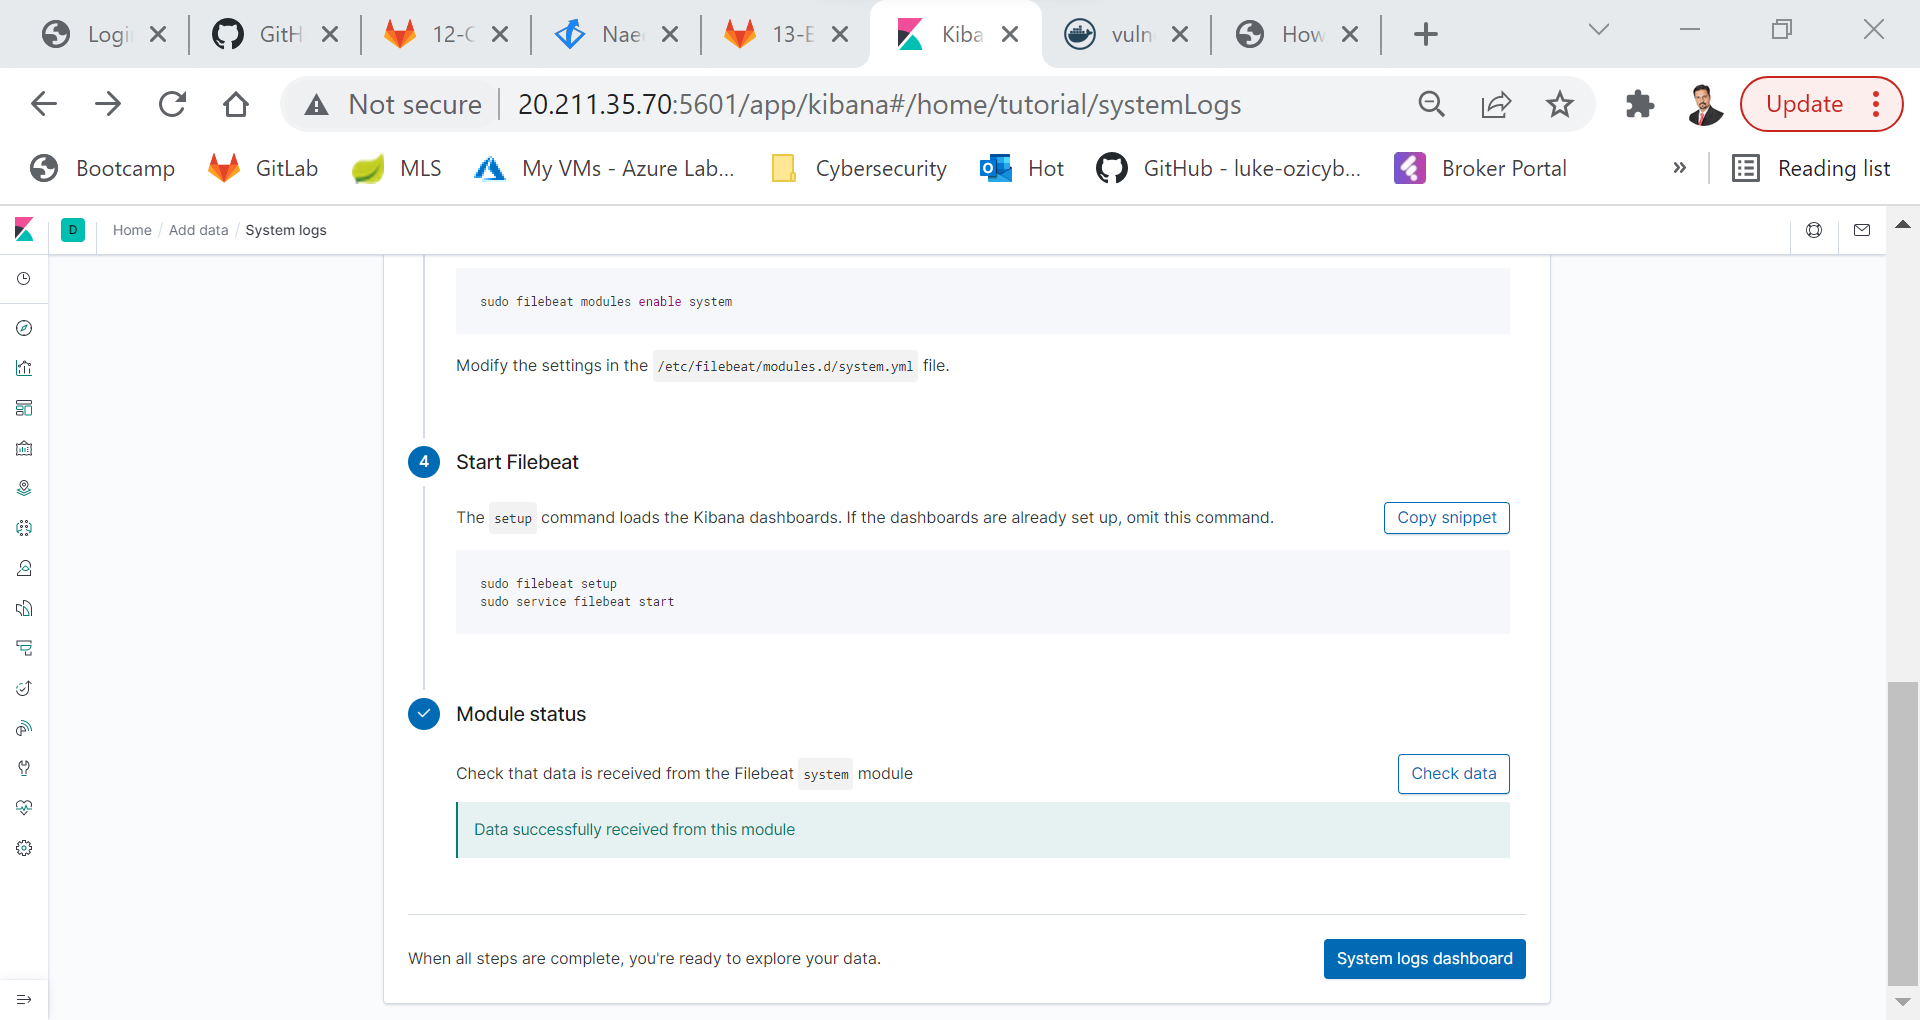 Logi
GitH
12-C
Nae
13-E
Kiba
vuln
How
Not secure
20.211.35.70:5601/app/kibana#/home/tutorial/systemLogs
Update
Bootcamp
GitLab
MLS
My VMs - Azure Lab...
Cybersecurity
Hot
GitHub - luke-ozicyb...
Broker Portal
»
Reading list
D
Home / Add data / System logs
sudo filebeat modules enable system
Modify the settings in the /etc/filebeat/modules.d/system.yml file.
4
Start Filebeat
The setup command loads the Kibana dashboards. If the dashboards are already set up, omit this command.
Copy snippet
sudo filebeat setup
sudo service filebeat start
Module status
Check that data is received from the Filebeat system module
Check data
Data successfully received from this module
When all steps are complete, you're ready to explore your data.
System logs dashboard